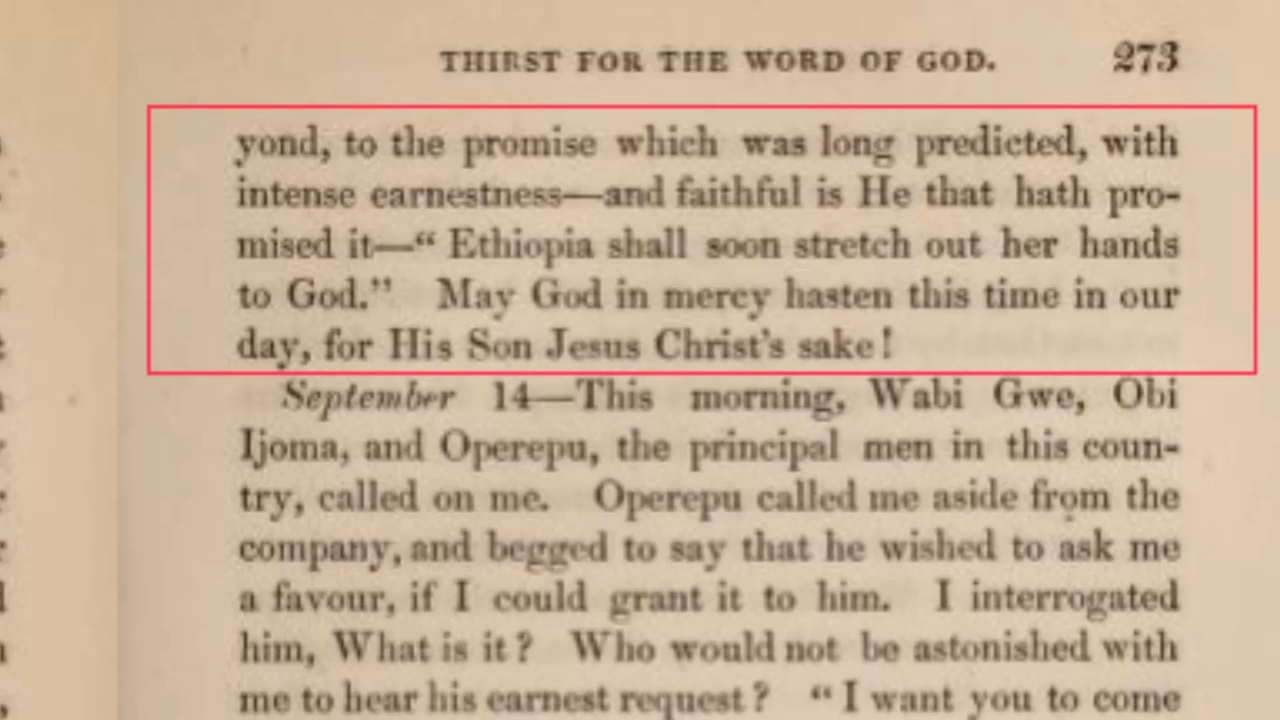 THIRST FOR THE WORD OF GOD. 273
yond, to the promise which was long predicted, with
intense earnestness—and faithful is He that hath pro-
mised it—“ Ethiopia shall soon stretch out her hands
to God.” May God in mercy hasten this time in our
day, for His Son Jesus Christ’s sake!
September 14—This morning, Wabi Gwe, Obi
Ijoma, and Operepu, the principal men in this coun-
try, called on me. Operepu called me aside from the
company, and begged to say that he wished to ask me
a favour, if I could grant it to him. I interrogated
him, What is it? Who would not be astonished with
me to hear his earnest request? “ I want you to come